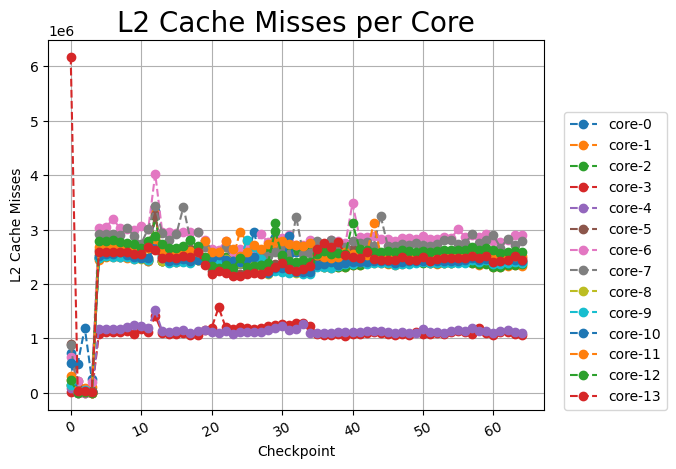 L2 Cache Misses per Core
1e6
6
5
4
3
2
1
0
L2 Cache Misses
0
10
20
30
40
50
60
Checkpoint
core-0
core-1
core-2
core-3
core-4
core-5
core-6
core-7
core-8
core-9
core-10
core-11
core-12
core-13